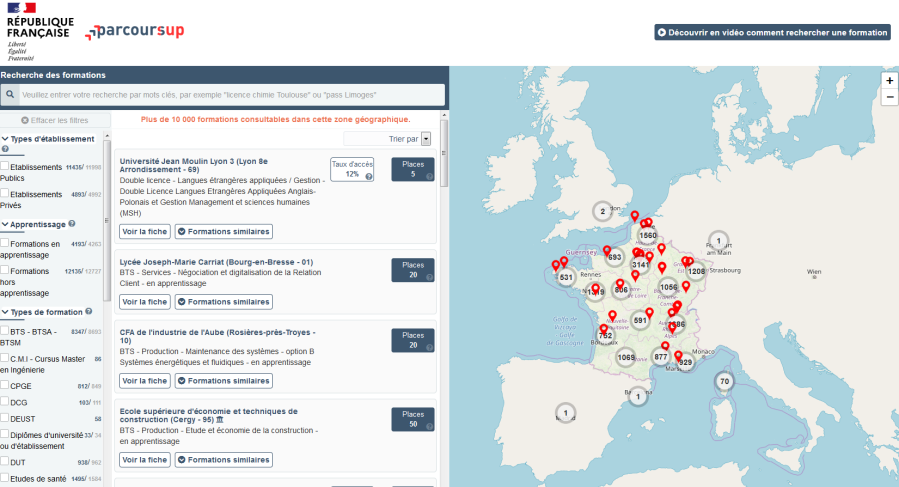 RÉPUBLIQUE
FRANÇAISE
Liberté
Égalité
Fraternité
parcoursup
Découvrir en vidéo comment rechercher une formation
Recherche des formations
Veuillez entrer votre recherche par mots clés, par exemple "licence chimie Toulouse" ou "pass Limoges"
Effacer les filtres
Plus de 10 000 formations consultables dans cette zone géographique.
Trier par
Types d'établissement
Etablissements 11435/ 11998
Publics
Etablissements 4893/ 4992
Privés
Apprentissage
Formations en 4193/ 4263
apprentissage
Formations 12135/ 12727
hors
apprentissage
Types de formation
BTS - BTSA - 8347/ 8693
BTSM
C.M.I - Cursus Master 86
en Ingénierie
CPGE 812/ 849
DCG 103/ 111
DEUST 58
Diplômes d'université 33/ 34
ou d'établissement
DUT 938/ 962
Etudes de santé 1495/ 1504
Université Jean Moulin Lyon 3 (Lyon 8e
Arrondissement - 69)
Double licence - Langues étrangères appliquées / Gestion -
Double Licence Langues Etrangères Appliquées Anglais-
Polonais et Gestion Management et sciences humaines
(MSH)
Taux d'accès
12%
Places
5
Voir la fiche
Formations similaires
Lycée Joseph-Marie Carriat (Bourg-en-Bresse - 01)
BTS - Services - Négociation et digitalisation de la Relation
Client - en apprentissage
Places
20
Voir la fiche
Formations similaires
CFA de l'industrie de l'Aube (Rosières-près-Troyes -
10)
BTS - Production - Maintenance des systèmes - option B
Systèmes énergétiques et fluidiques - en apprentissage
Places
20
Voir la fiche
Formations similaires
Ecole supérieure d'économie et techniques de
construction (Cergy - 95)
BTS - Production - Etude et économie de la construction -
en apprentissage
Places
50
Voir la fiche
Formations similaires
+
−
2
1560
1
am Main
Guernsey
693
3141
1208
Strasbourg
Wien
531
Rennes
606
1056
Golfo de
Vizcaya
Golfe
de Gascogne
591
752
1069
877
929
Monaco
70
1
1